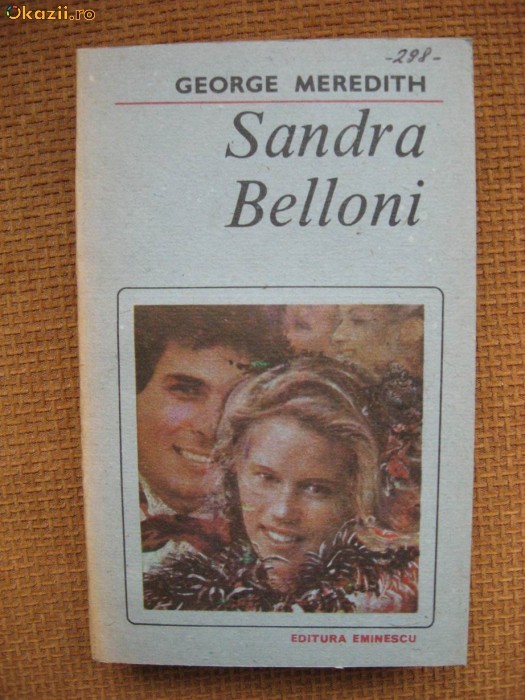 Okazii.ro
-298-
GEORGE MEREDITH
Sandra
Belloni
EDITURA EMINESCU